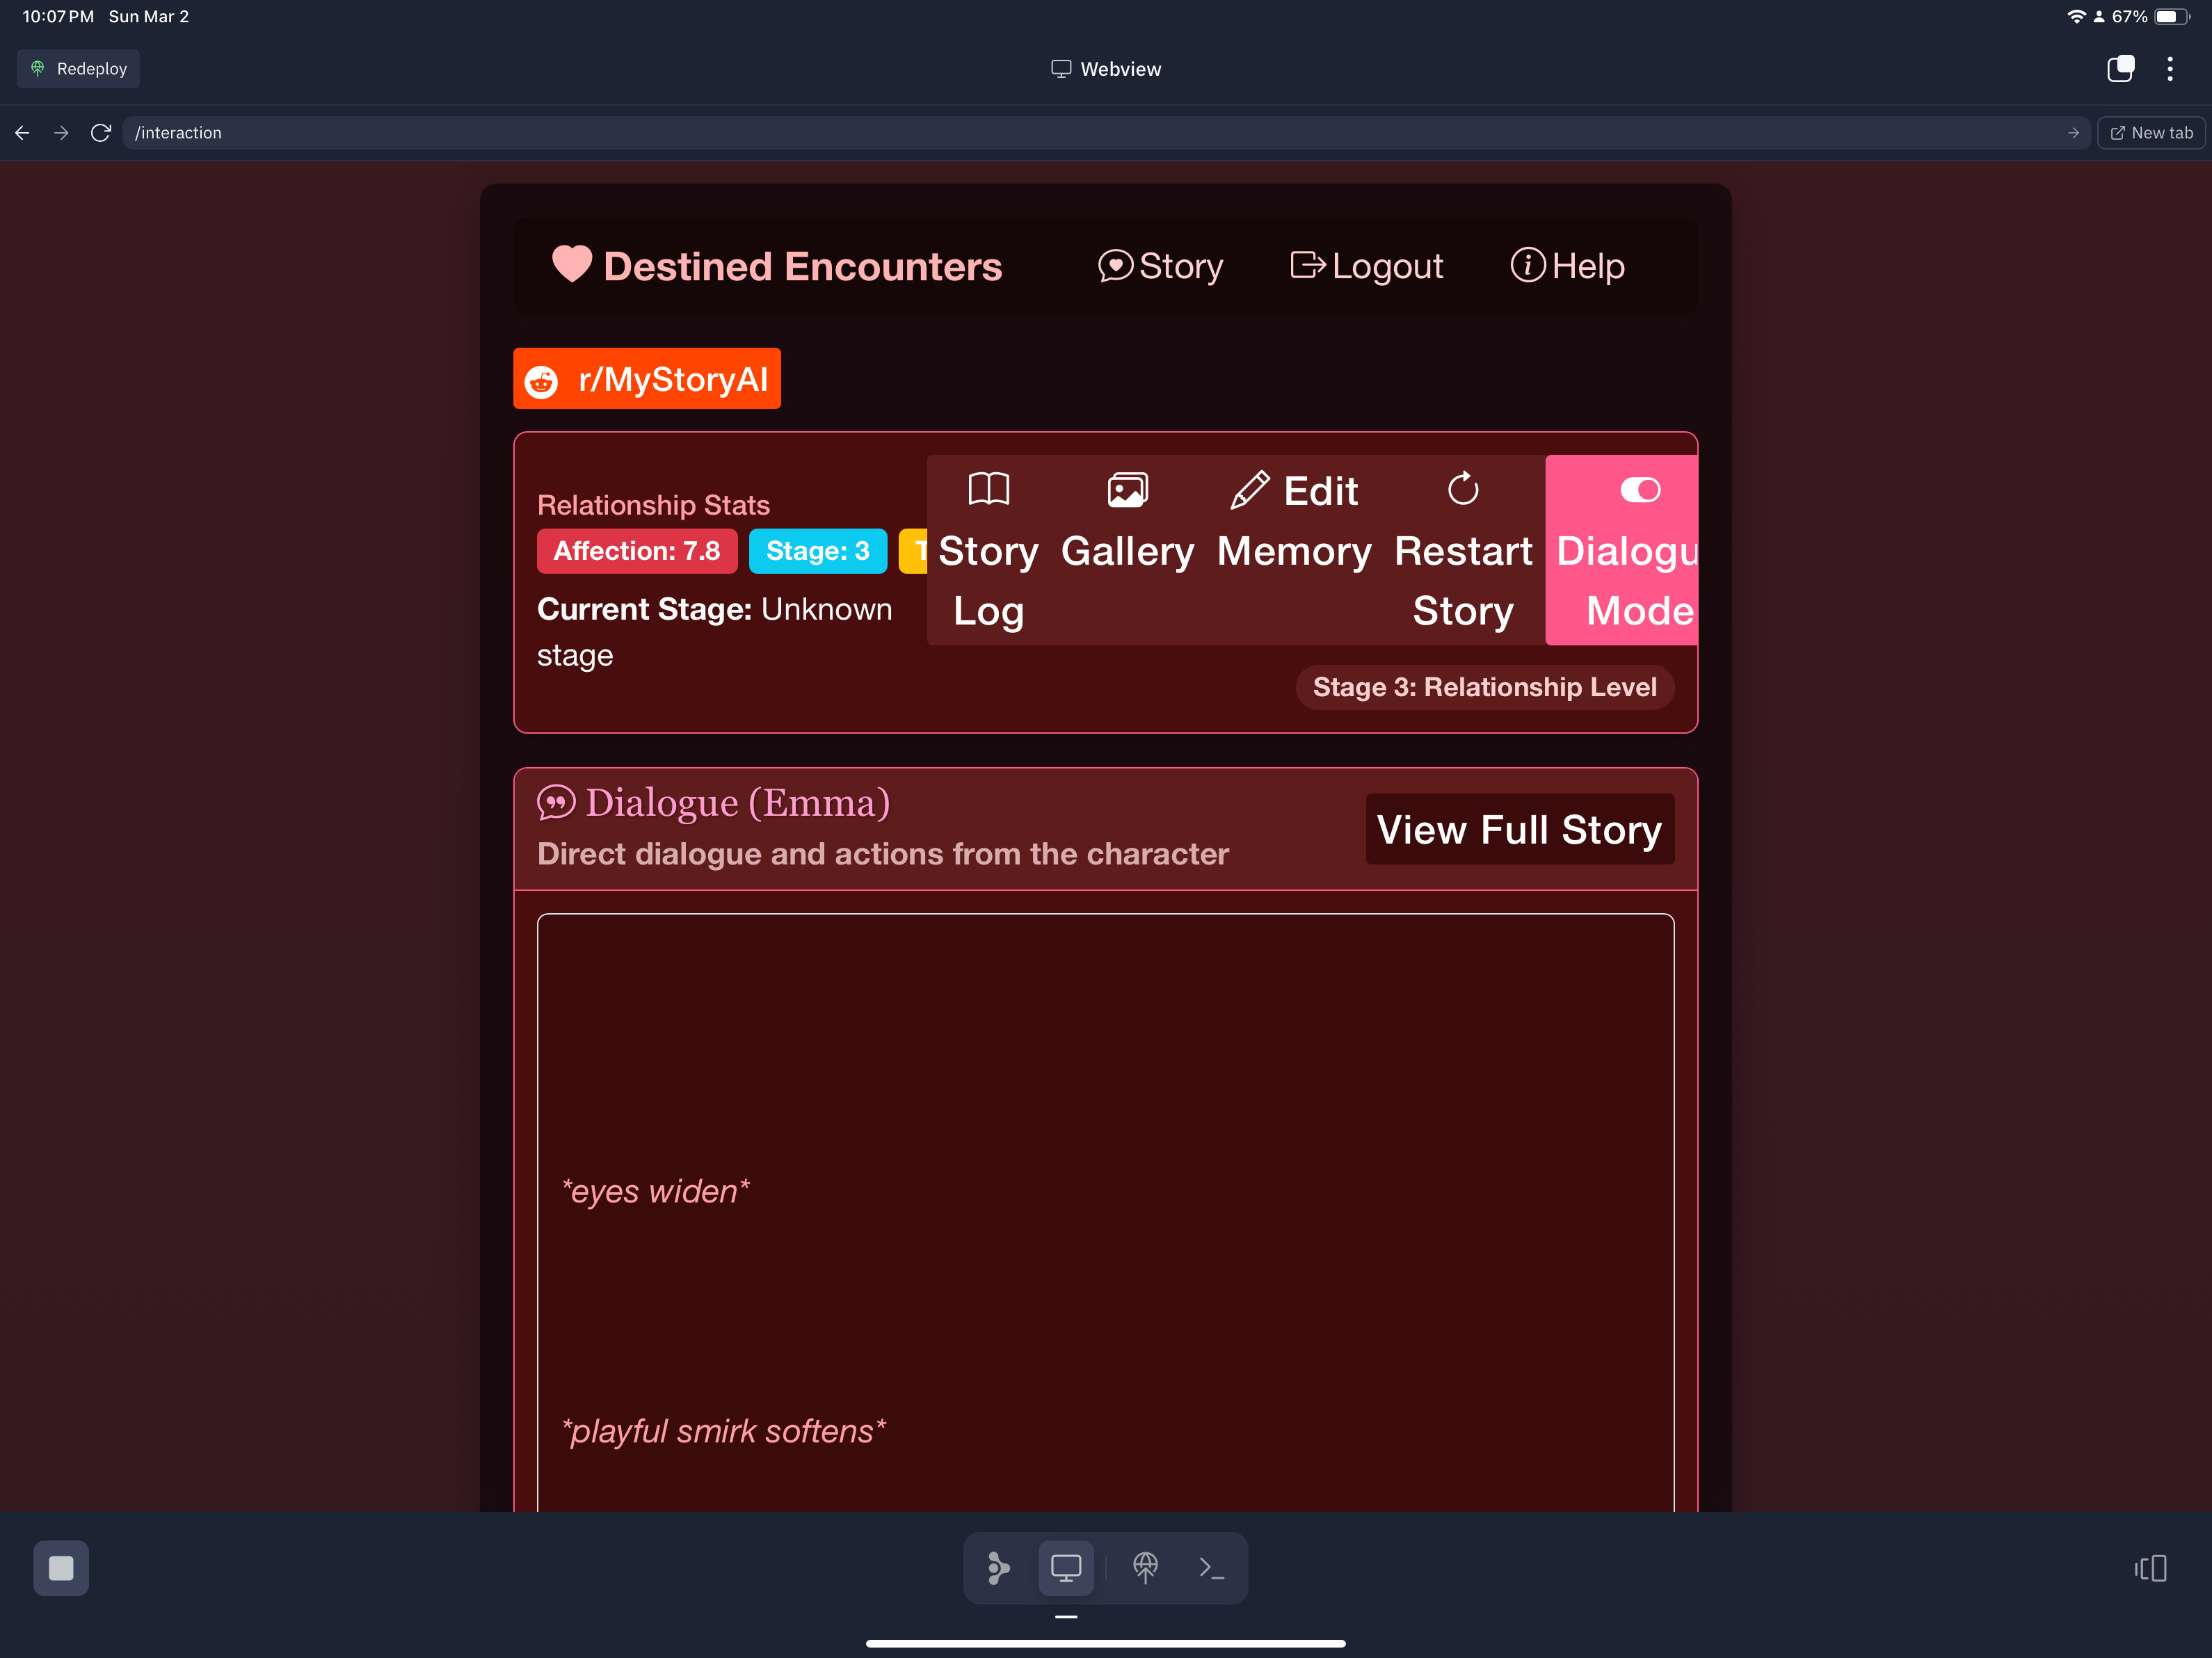 10:07 PM Sun Mar 2
67%
Redeploy
Webview
/interaction
New tab
Destined Encounters
Story
Logout
Help
r/MyStoryAI
Relationship Stats
Affection: 7.8 Stage: 3 T
Current Stage: Unknown
stage
Story
Log
Gallery
Edit
Memory
Restart
Story
Dialogu
Mode
Stage 3: Relationship Level
Dialogue (Emma)
Direct dialogue and actions from the character
View Full Story
*eyes widen*
*playful smirk softens*